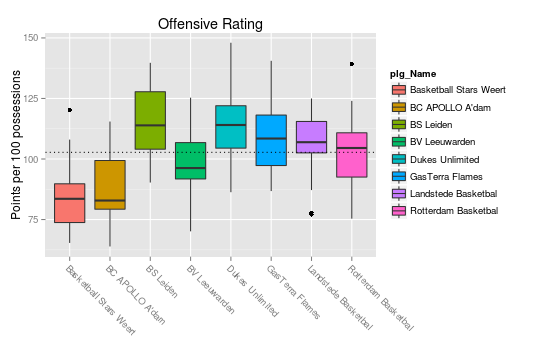 Offensive Rating
Points per 100 possessions
150
125
100
75
Basketball Stars Weert
BC APOLLO A'dam
BS Leiden
BV Leeuwarden
Dukes Unlimited
GasTerra Flames
Landstede Basketbal
Rotterdam Basketbal
plg_Name
Basketball Stars Weert
BC APOLLO A'dam
BS Leiden
BV Leeuwarden
Dukes Unlimited
GasTerra Flames
Landstede Basketbal
Rotterdam Basketbal